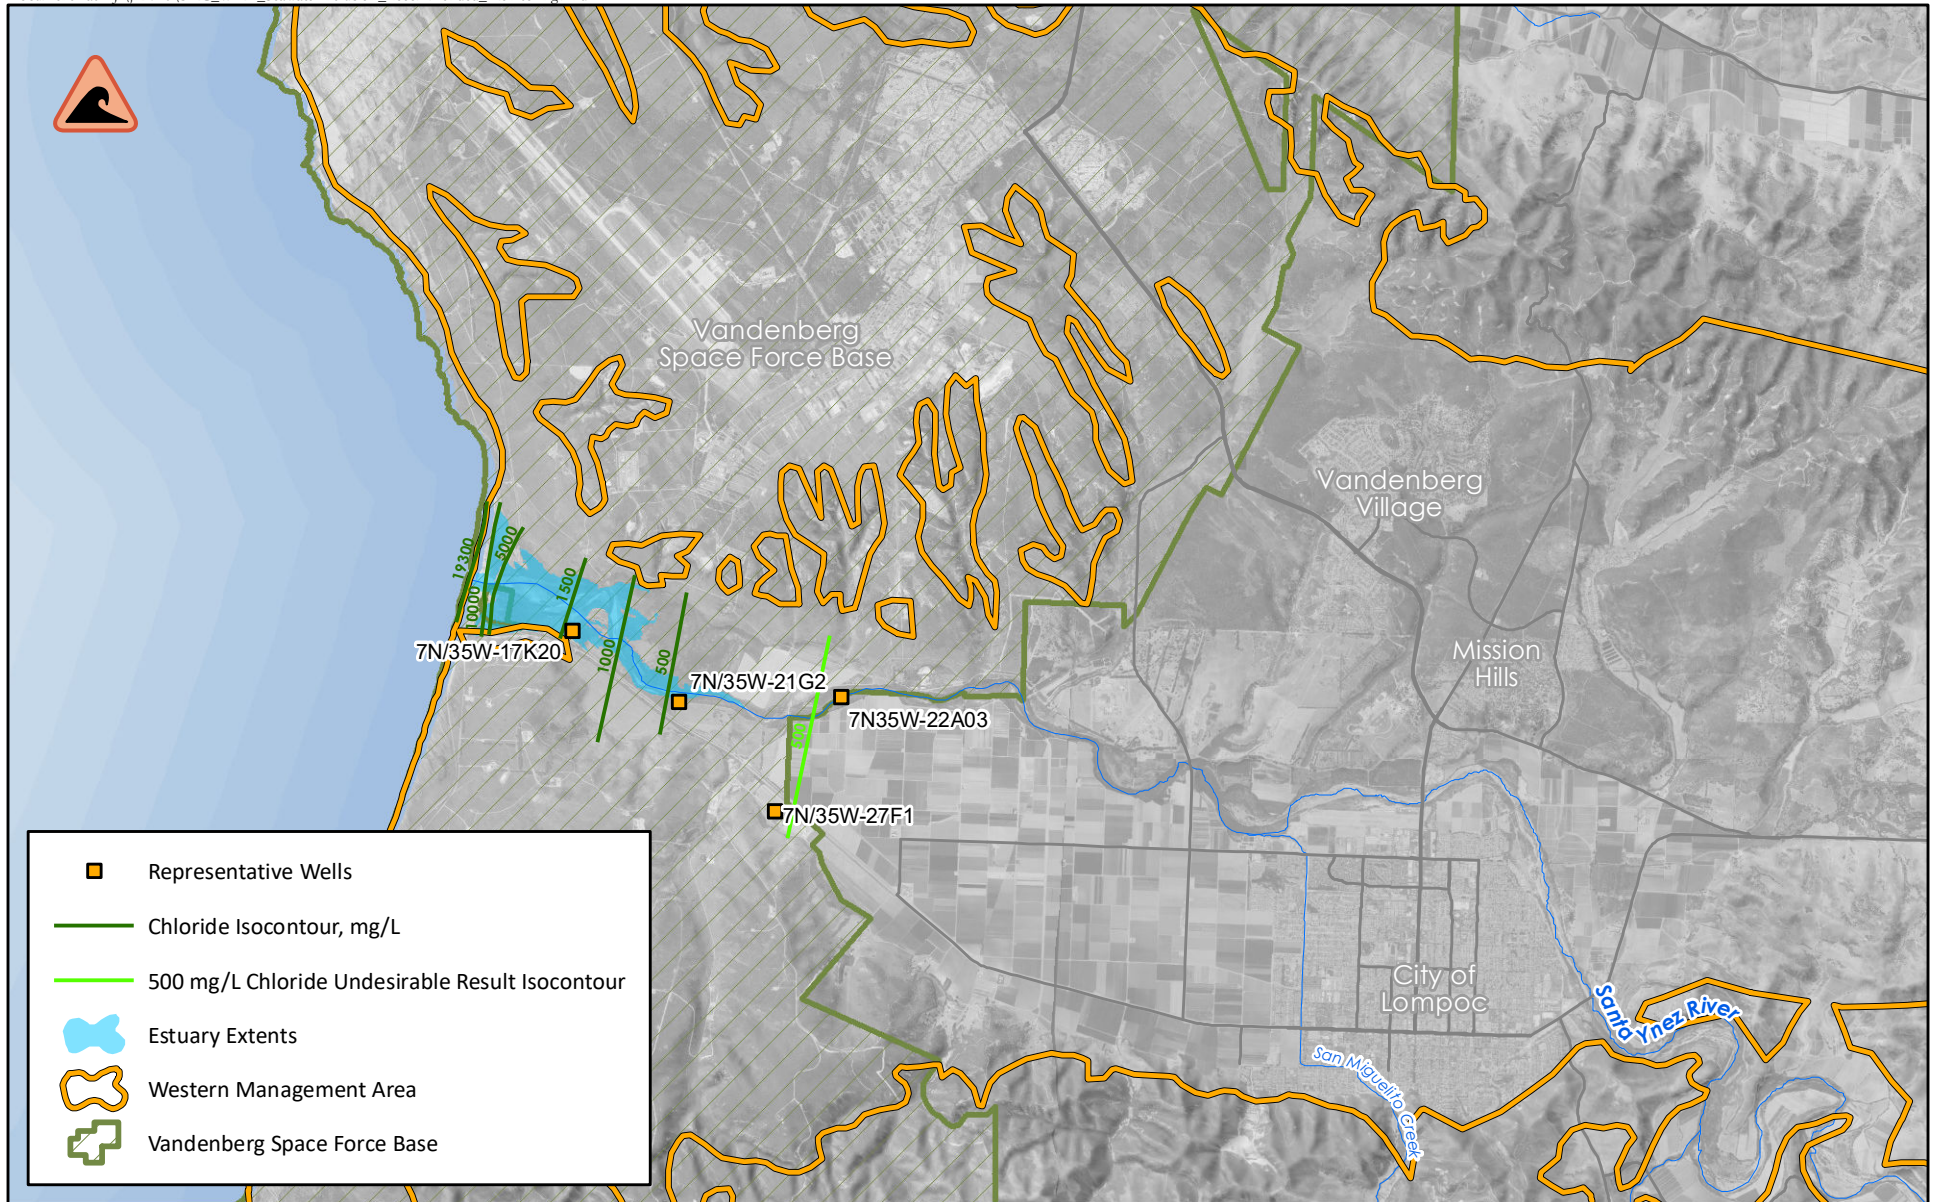 Vandenberg
Space Force Base
Vandenberg
Village
19300
5000
10000
1500
1000
500
7N/35W-17K20
7N/35W-21G2
7N35W-22A03
500
7N/35W-27F1
Mission
Hills
City of
Lompoc
Santa Ynez River
San Miguelito Creek
Representative Wells
Chloride Isocontour, mg/L
500 mg/L Chloride Undesirable Result Isocontour
Estuary Extents
Western Management Area
Vandenberg Space Force Base